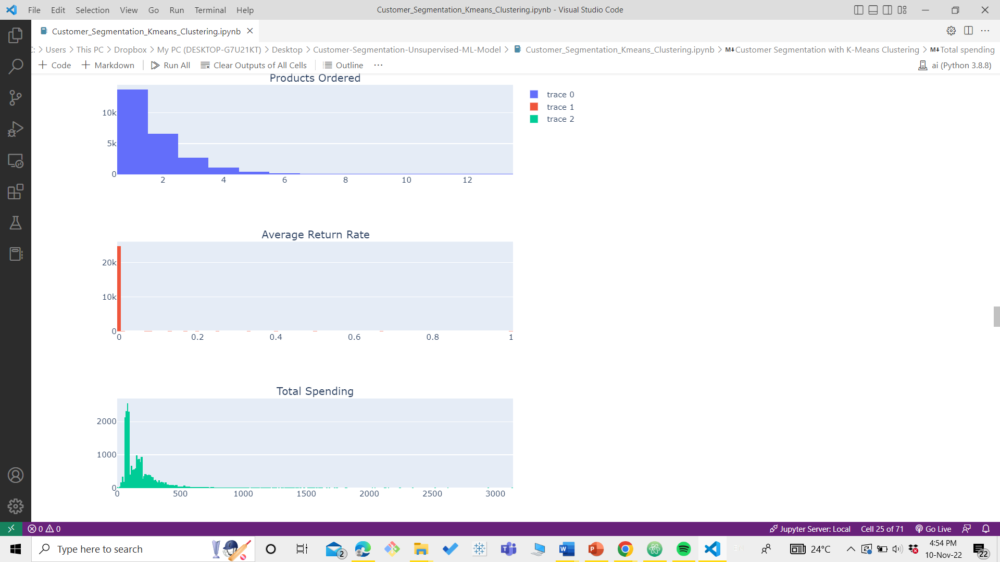 File Edit Selection View Go Run Terminal Help
Customer_Segmentation_Kmeans_Clustering.ipynb - Visual Studio Code
Customer_Segmentation_Kmeans_Clustering.ipynb
C: > Users > This PC > Dropbox > My PC (DESKTOP-G7U21KT) > Desktop > Customer-Segmentation-Unsupervised-ML-Model > Customer_Segmentation_Kmeans_Clustering.ipynb > M↓Customer Segmentation with K-Means Clustering > M↓Total spending
+ Code + Markdown Run All Clear Outputs of All Cells Outline ···
ai (Python 3.8.8)
Products Ordered
10k
5k
0
2 4 6 8 10 12
trace 0
trace 1
trace 2
Average Return Rate
20k
10k
0
0 0.2 0.4 0.6 0.8 1
Total Spending
2000
1000
0
0 500 1000 1500 2000 2500 3000
0 0
Jupyter Server: Local Cell 25 of 71 Go Live
Type here to search
2
24°C
4:54 PM
10-Nov-22
22